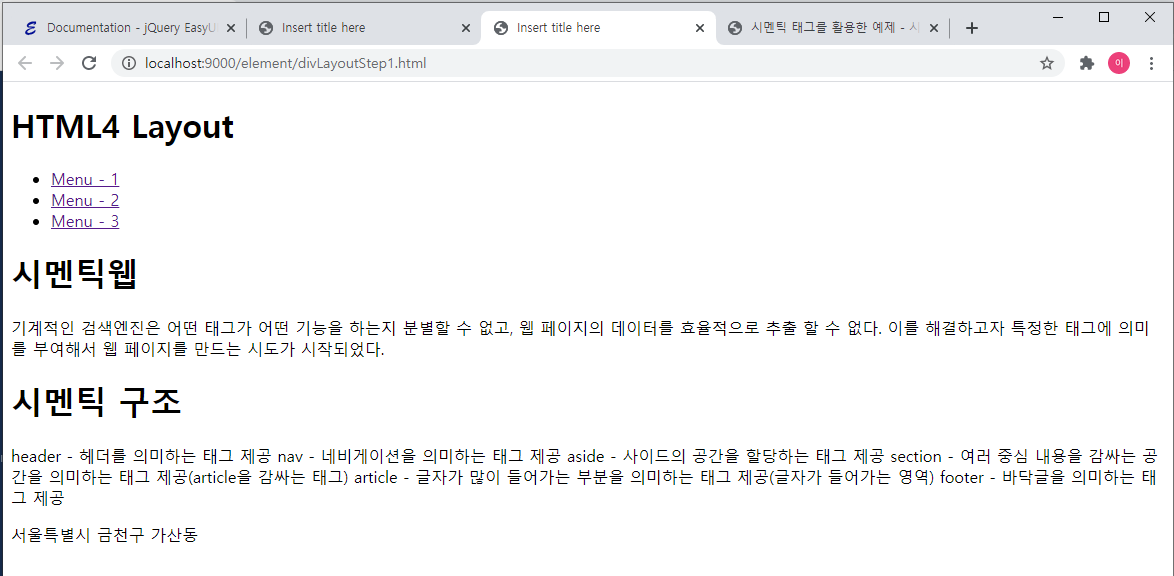 Documentation - jQuery EasyU
Insert title here
Insert title here
시멘틱 태그를 활용한 예제 - 시
localhost:9000/element/divLayoutStep1.html
이
HTML4 Layout
Menu - 1
Menu - 2
Menu - 3
시멘틱웹
기계적인 검색엔진은 어떤 태그가 어떤 기능을 하는지 분별할 수 없고, 웹 페이지의 데이터를 효율적으로 추출 할 수 없다. 이를 해결하고자 특정한 태그에 의미
를 부여해서 웹 페이지를 만드는 시도가 시작되었다.
시멘틱 구조
header - 헤더를 의미하는 태그 제공 nav - 네비게이션을 의미하는 태그 제공 aside - 사이드의 공간을 할당하는 태그 제공 section - 여러 중심 내용을 감싸는 공
간을 의미하는 태그 제공(article을 감싸는 태그) article - 글자가 많이 들어가는 부분을 의미하는 태그 제공(글자가 들어가는 영역) footer - 바닥글을 의미하는 태
그 제공
서울특별시 금천구 가산동